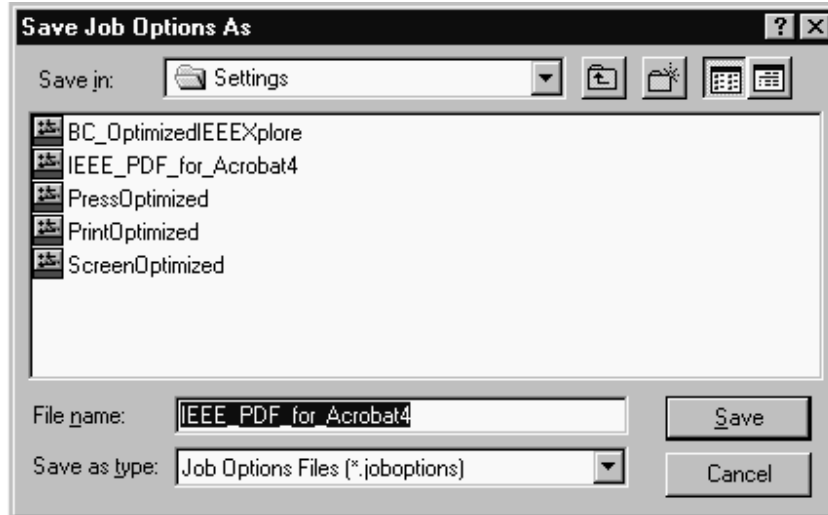 Save Job Options As
Save in: Settings
BC_OptimizedIEEEXplore
IEEE_PDF_for_Acrobat4
PressOptimized
PrintOptimized
ScreenOptimized
File name: IEEE_PDF_for_Acrobat4 Save
Save as type: Job Options Files (*.joboptions) Cancel